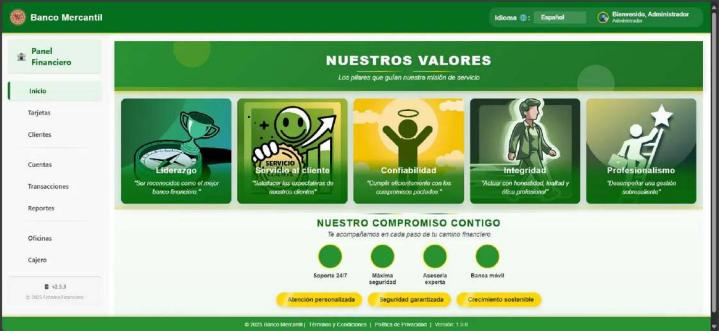 Banco Mercantil
Idioma 🌐:
Español
Bienvenido, Administrador
Administrador
Panel
Financiero
Inicio
Tarjetas
Clientes
Cuentas
Transacciones
Reportes
Oficinas
Cajero
v2.5.3
© 2025 Sistema Financiero
NUESTROS VALORES
Los pilares que guían nuestra misión de servicio
Liderazgo
"Ser reconocidos como el mejor
banco financiero."
SERVICIO
Servicio al cliente
"Satisfacer las expectativas de
nuestros clientes"
Confiabilidad
"Cumplir eficientemente con los
compromisos pactados."
Integridad
"Actuar con honestidad, lealtad y
ética profesional"
Profesionalismo
"Desempeñar una gestión
sobresaliente"
NUESTRO COMPROMISO CONTIGO
Te acompañamos en cada paso de tu camino financiero
Soporte 24/7
Máxima
seguridad
Asesoría
experta
Banca móvil
Atención personalizada
Seguridad garantizada
Crecimiento sostenible
© 2025 Banco Mercantil | Términos y Condiciones | Política de Privacidad | Versión: 1.3.0